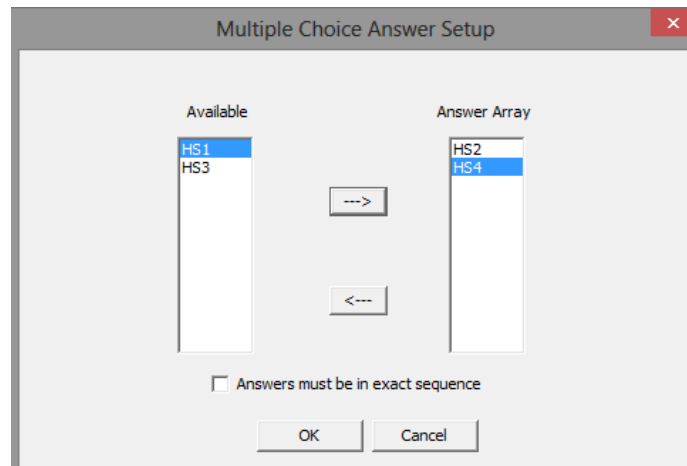 Multiple Choice Answer Setup
Available
Answer Array
HS1
HS3
HS2
HS4
--->
<---
Answers must be in exact sequence
OK
Cancel